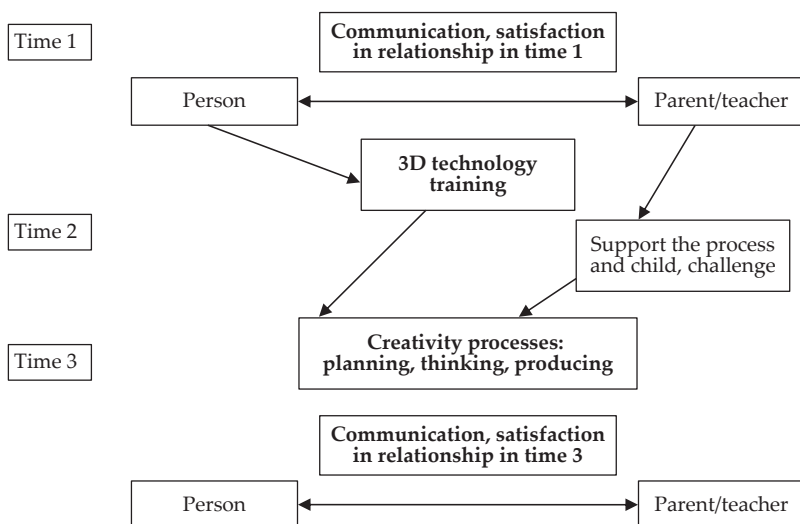 Time 1
Communication, satisfaction
in relationship in time 1
Person
Parent/teacher
3D technology
training
Time 2
Support the process
and child, challenge
Creativity processes:
planning, thinking, producing
Time 3
Communication, satisfaction
in relationship in time 3
Person
Parent/teacher